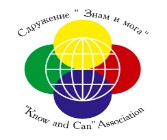 Сдружение " Знам и мога "
"Know and Can" Association